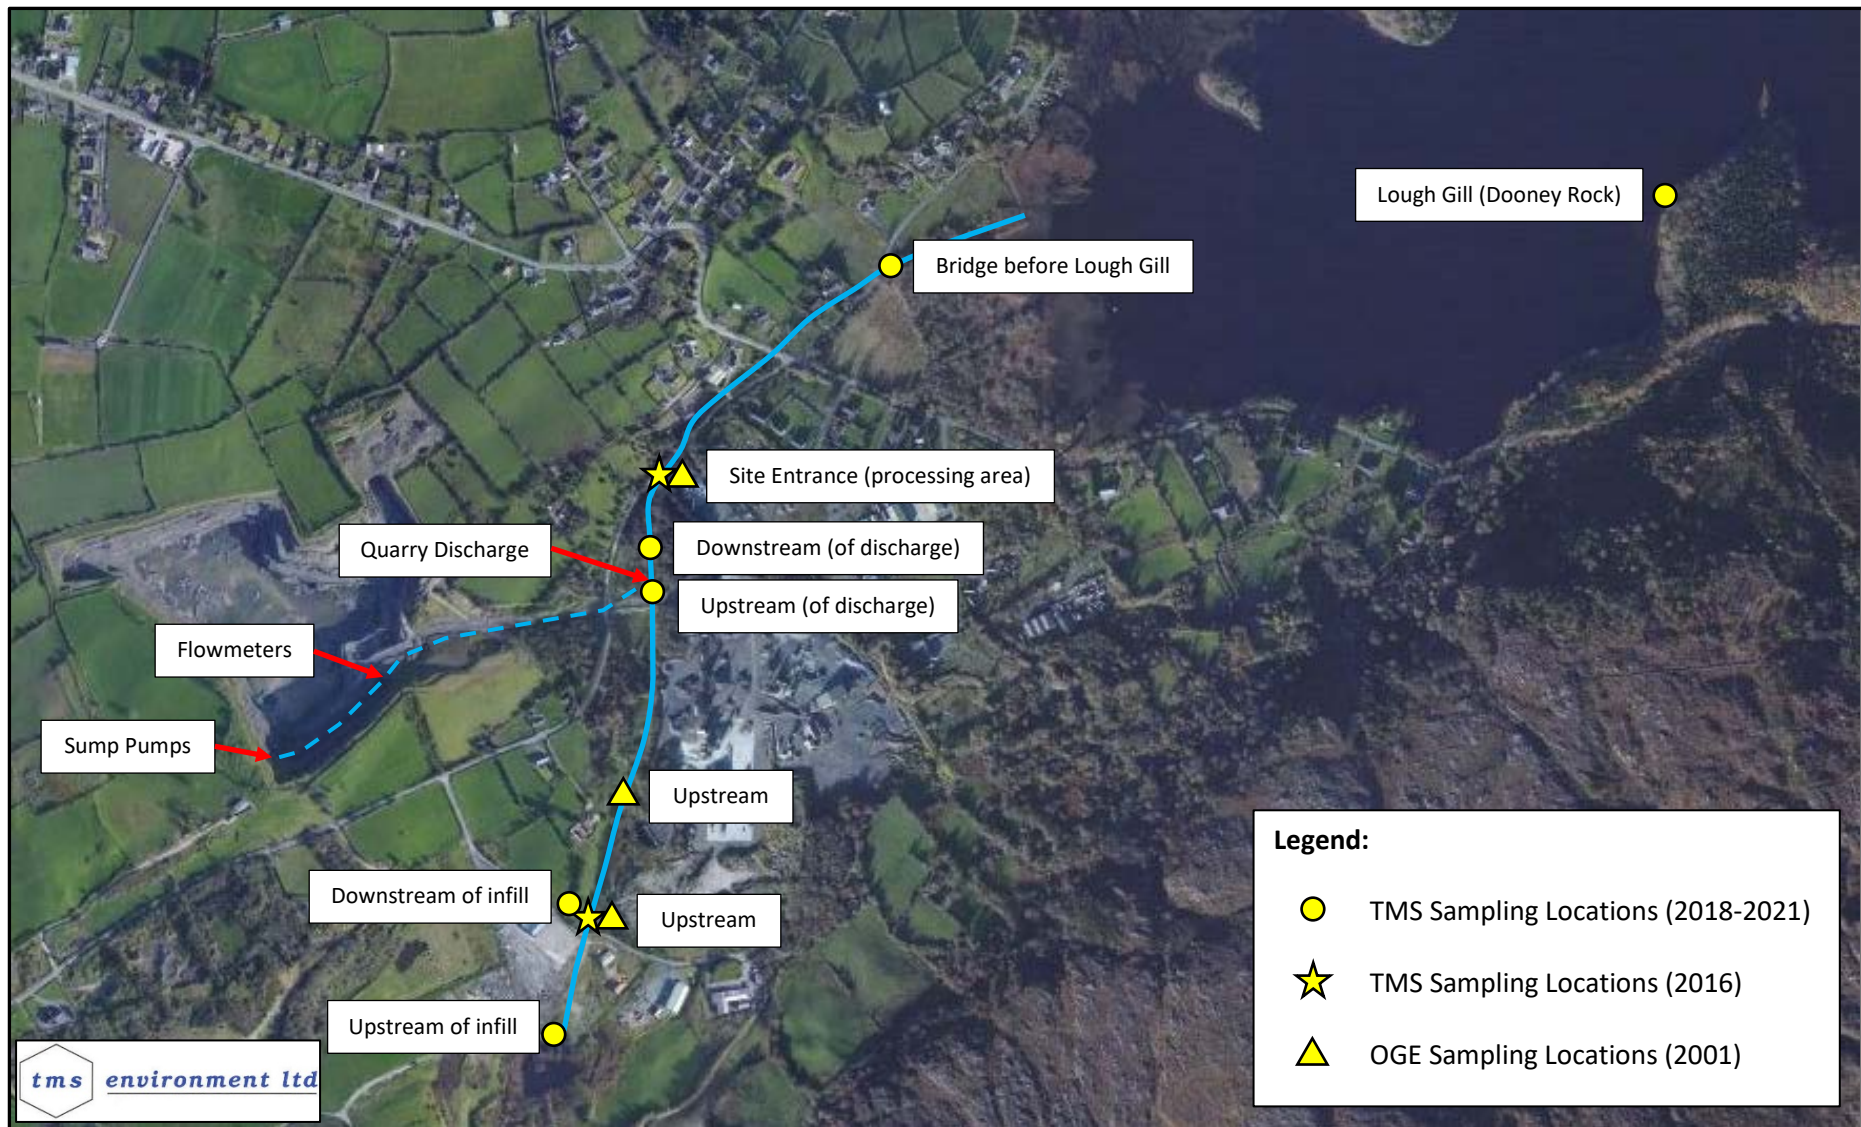 Lough Gill (Dooney Rock)
Bridge before Lough Gill
Site Entrance (processing area)
Quarry Discharge
Downstream (of discharge)
Upstream (of discharge)
Flowmeters
Sump Pumps
Upstream
Downstream of infill
Upstream
Upstream of infill
Legend:
TMS Sampling Locations (2018-2021)
TMS Sampling Locations (2016)
OGE Sampling Locations (2001)
tms environment ltd